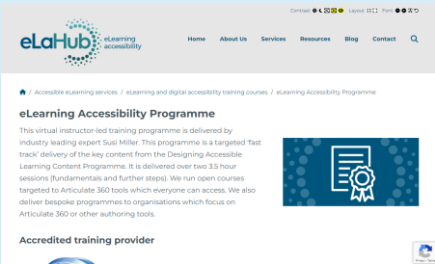 Contrast Layout Font
eLaHub eLearning accessibility
Home About Us Services Resources Blog Contact
/ Accessible eLearning services / eLearning and digital accessibility training courses / eLearning Accessibility Programme
eLearning Accessibility Programme
This virtual instructor-led training programme is delivered by
industry leading expert Susi Miller. This programme is a targeted 'fast
track' delivery of the key content from the Designing Accessible
Learning Content Programme. It is delivered over two 3.5 hour
sessions (fundamentals and further steps). We run open courses
targeted to Articulate 360 tools which everyone can access. We also
deliver bespoke programmes to organisations which focus on
Articulate 360 or other authoring tools.
Accredited training provider